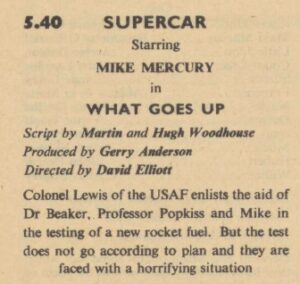 5.40 SUPERCAR
Starring
MIKE MERCURY
in
WHAT GOES UP
Script by Martin and Hugh Woodhouse
Produced by Gerry Anderson
Directed by David Elliott
Colonel Lewis of the USAF enlists the aid of
Dr Beaker, Professor Popkiss and Mike in
the testing of a new rocket fuel. But the test
does not go according to plan and they are
faced with a horrifying situation